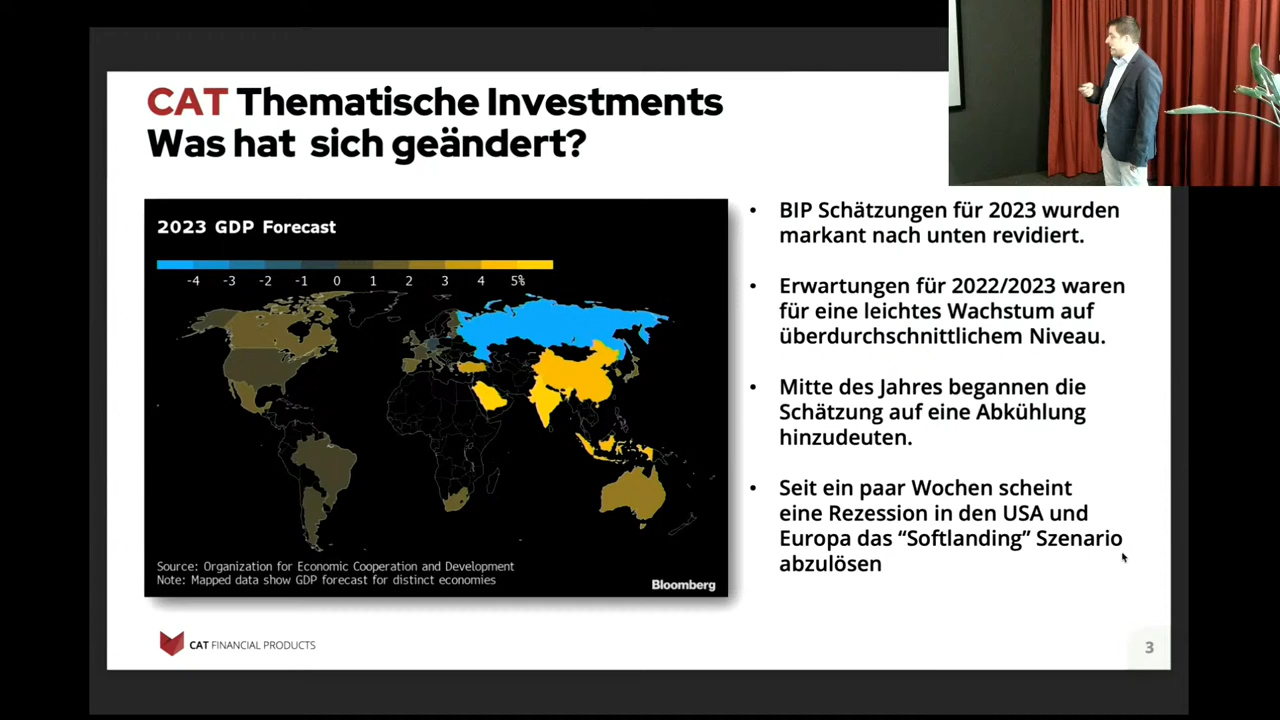 CAT Thematische Investments
Was hat sich geändert?
2023 GDP Forecast
-4 -3 -2 -1 0 1 2 3 4 5%
Source: Organization for Economic Cooperation and Development
Note: Mapped data show GDP forecast for distinct economies
Bloomberg
• BIP Schätzungen für 2023 wurden
markant nach unten revidiert.
• Erwartungen für 2022/2023 waren
für eine leichtes Wachstum auf
überdurchschnittlichem Niveau.
• Mitte des Jahres begannen die
Schätzung auf eine Abkühlung
hinzudeuten.
• Seit ein paar Wochen scheint
eine Rezession in den USA und
Europa das “Softlanding” Szenario
abzulösen
CAT FINANCIAL PRODUCTS
3